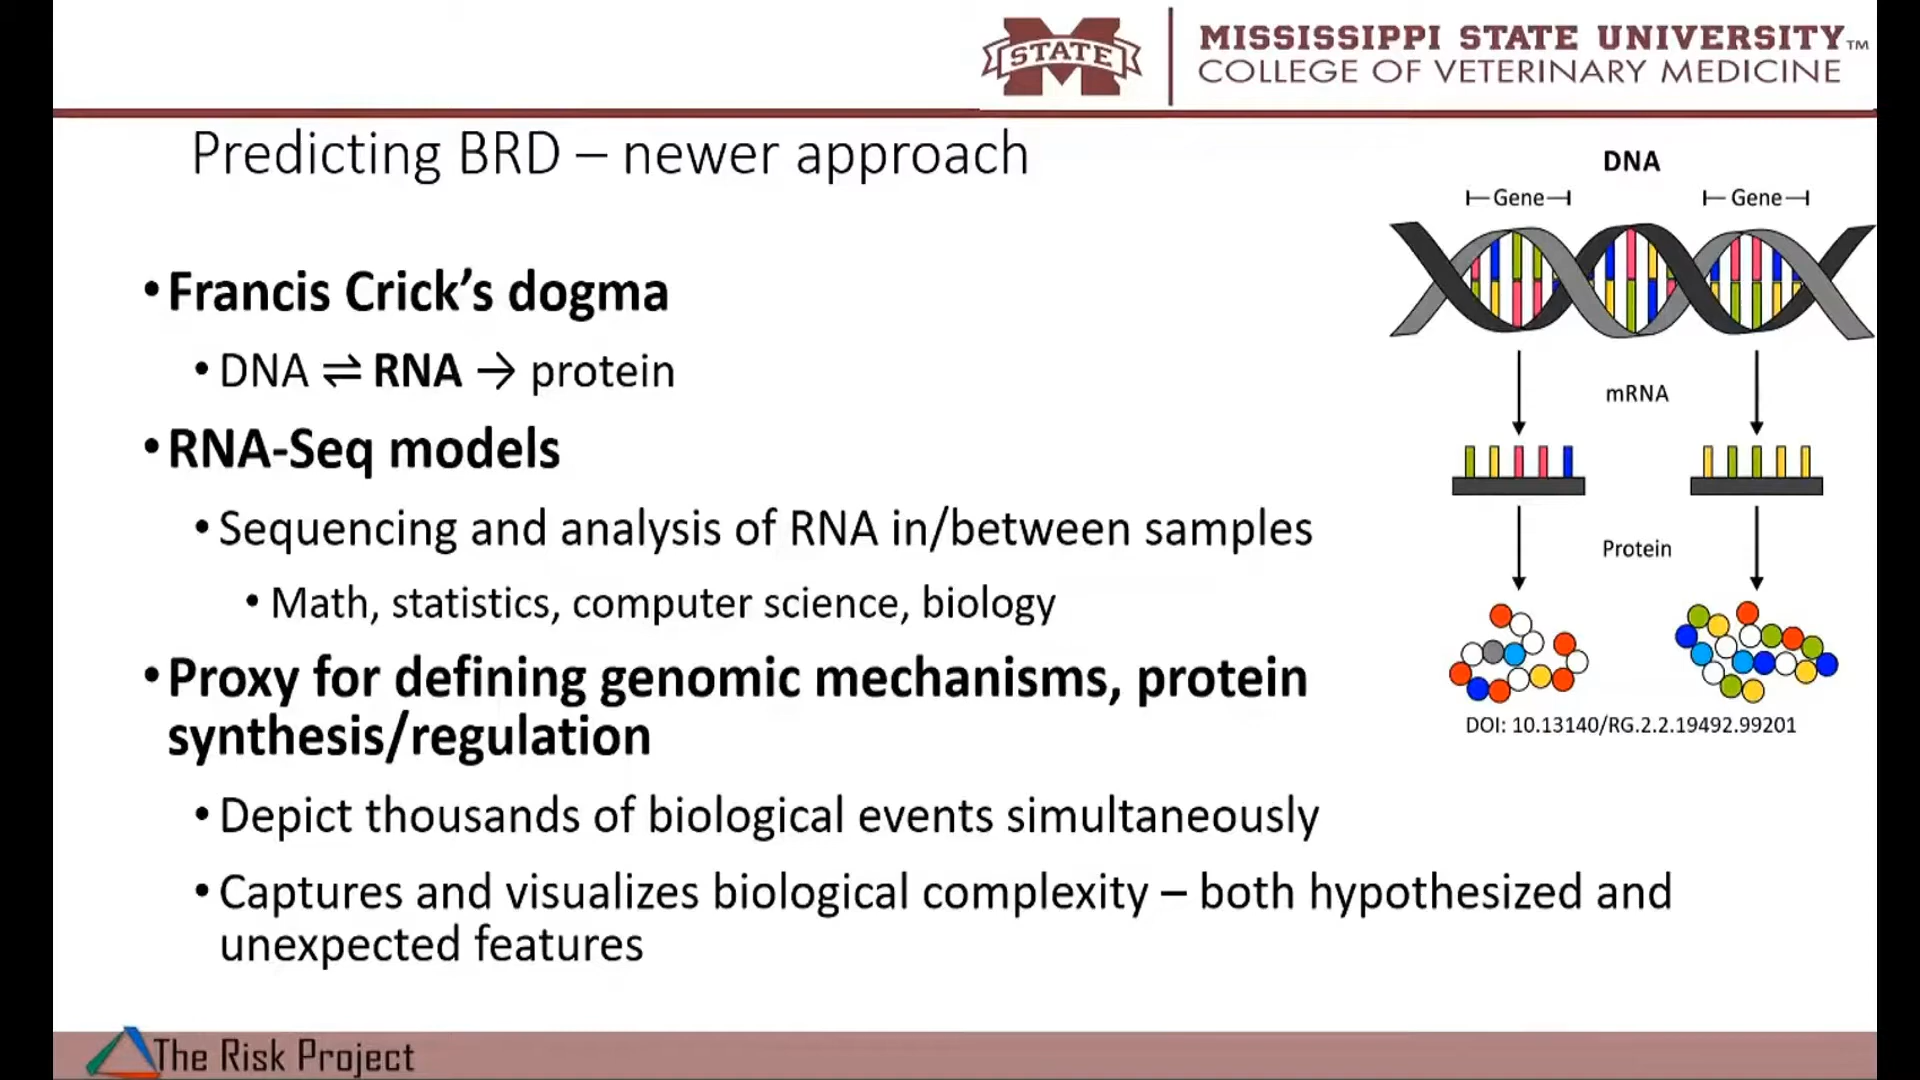 STATE
MISSISSIPPI STATE UNIVERSITY™
COLLEGE OF VETERINARY MEDICINE
Predicting BRD – newer approach
•Francis Crick's dogma
•DNA ⇌ RNA → protein
•RNA-Seq models
•Sequencing and analysis of RNA in/between samples
•Math, statistics, computer science, biology
•Proxy for defining genomic mechanisms, protein
synthesis/regulation
•Depict thousands of biological events simultaneously
•Captures and visualizes biological complexity – both hypothesized and
unexpected features
DNA
Gene
Gene
mRNA
Protein
DOI: 10.13140/RG.2.2.19492.99201
The Risk Project